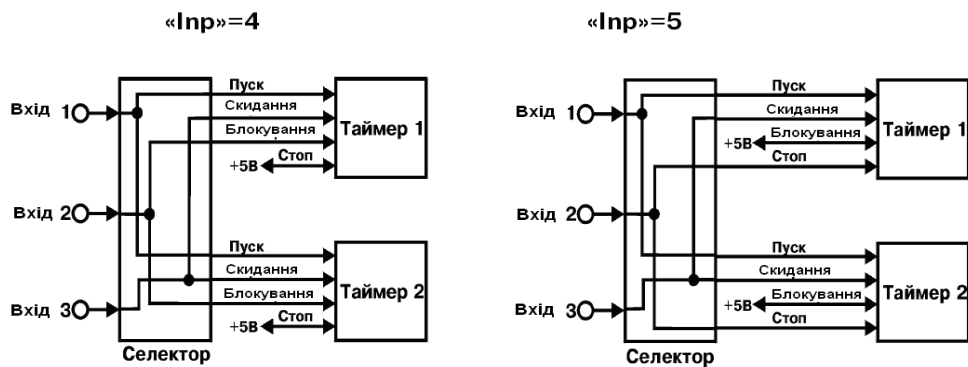 «Inp»=4
Вхід 1
Вхід 2
Вхід 3
Пуск
Скидання
Блокування
+5В Стоп
Таймер 1
Пуск
Скидання
Блокування
+5В Стоп
Таймер 2
Селектор
«Inp»=5
Вхід 1
Вхід 2
Вхід 3
Пуск
Скидання
+5В Блокування
Стоп
Таймер 1
Пуск
Скидання
+5В Блокування
Стоп
Таймер 2
Селектор